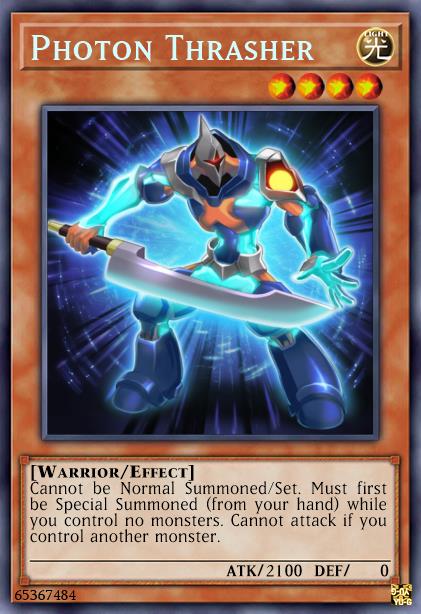 PHOTON THRASHER
LIGHT
光
[WARRIOR/EFFECT]
Cannot be Normal Summoned/Set. Must first
be Special Summoned (from your hand) while
you control no monsters. Cannot attack if you
control another monster.
ATK/2100 DEF/ 0
65367484